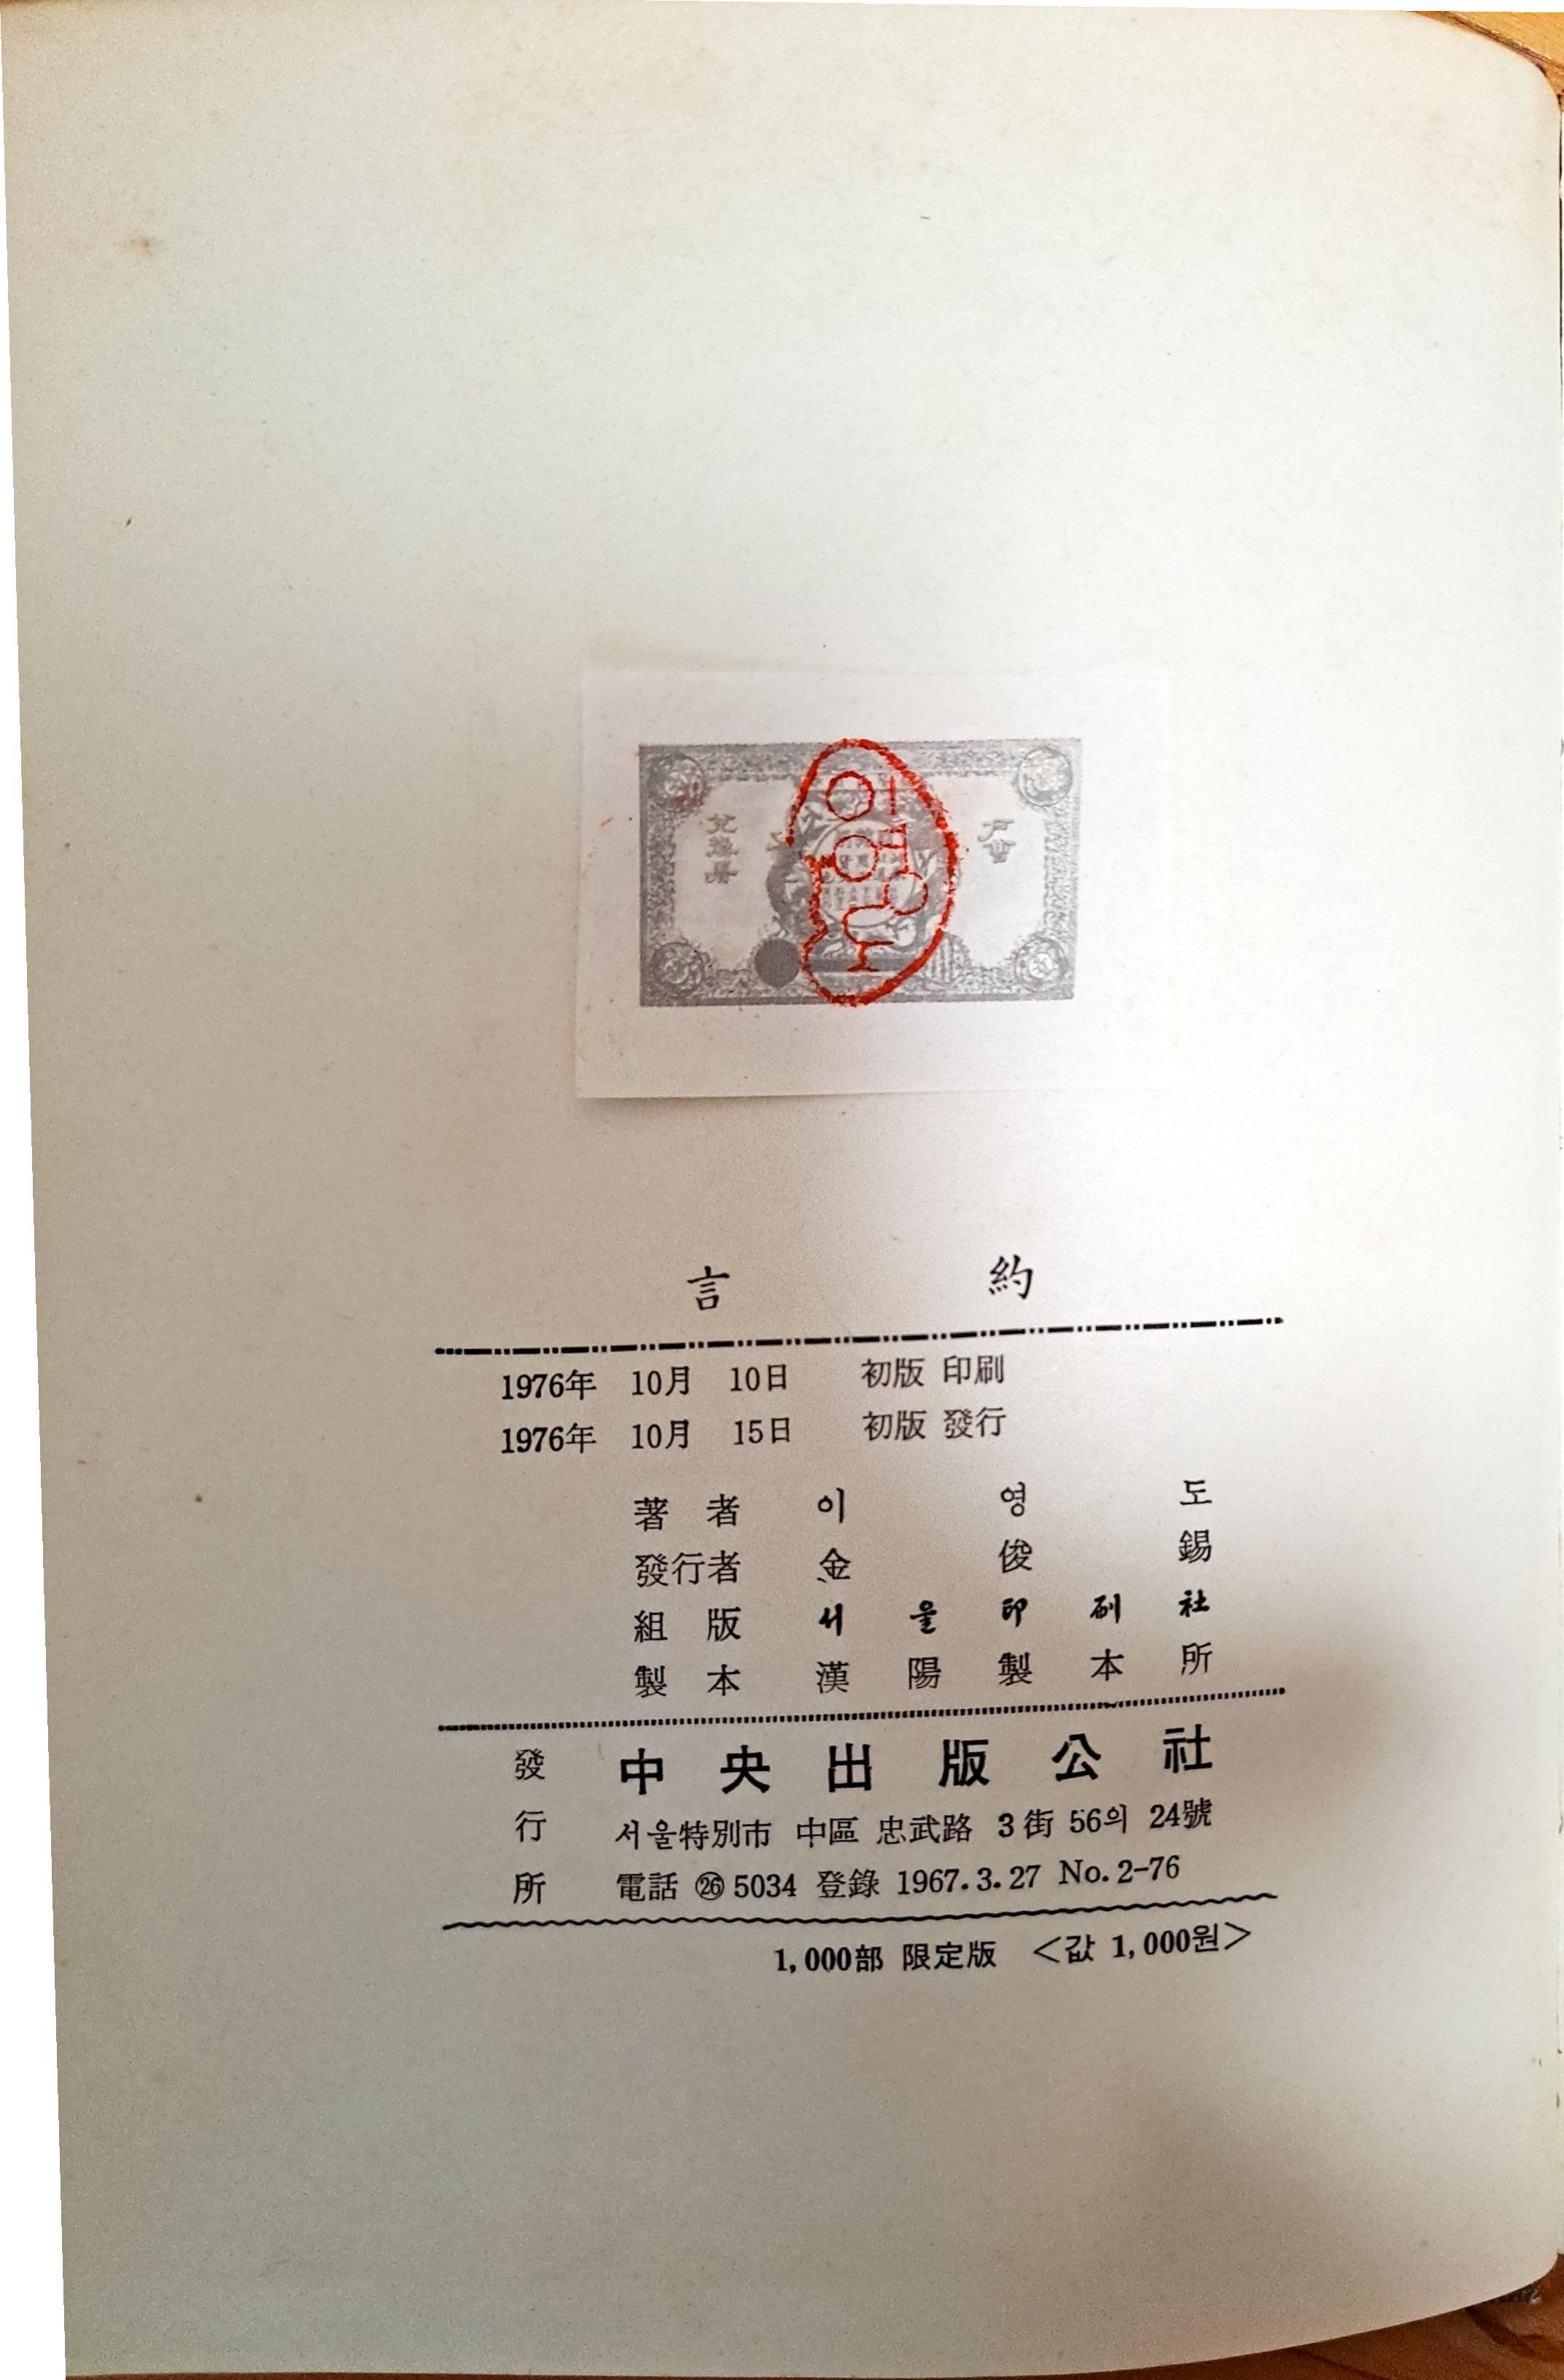 이영도
言 約
1976年 10月 10日 初版 印刷
1976年 10月 15日 初版 發行
著者 이영도
發行者 金俊錫
組版 서울印刷社
製本 漢陽製本所
發行所 中央出版公社
서울特別市 中區 忠武路 3街 56의 24號
電話 ㉖ 5034 登錄 1967.3.27 No.2-76
1,000部 限定版 <값 1,000원>